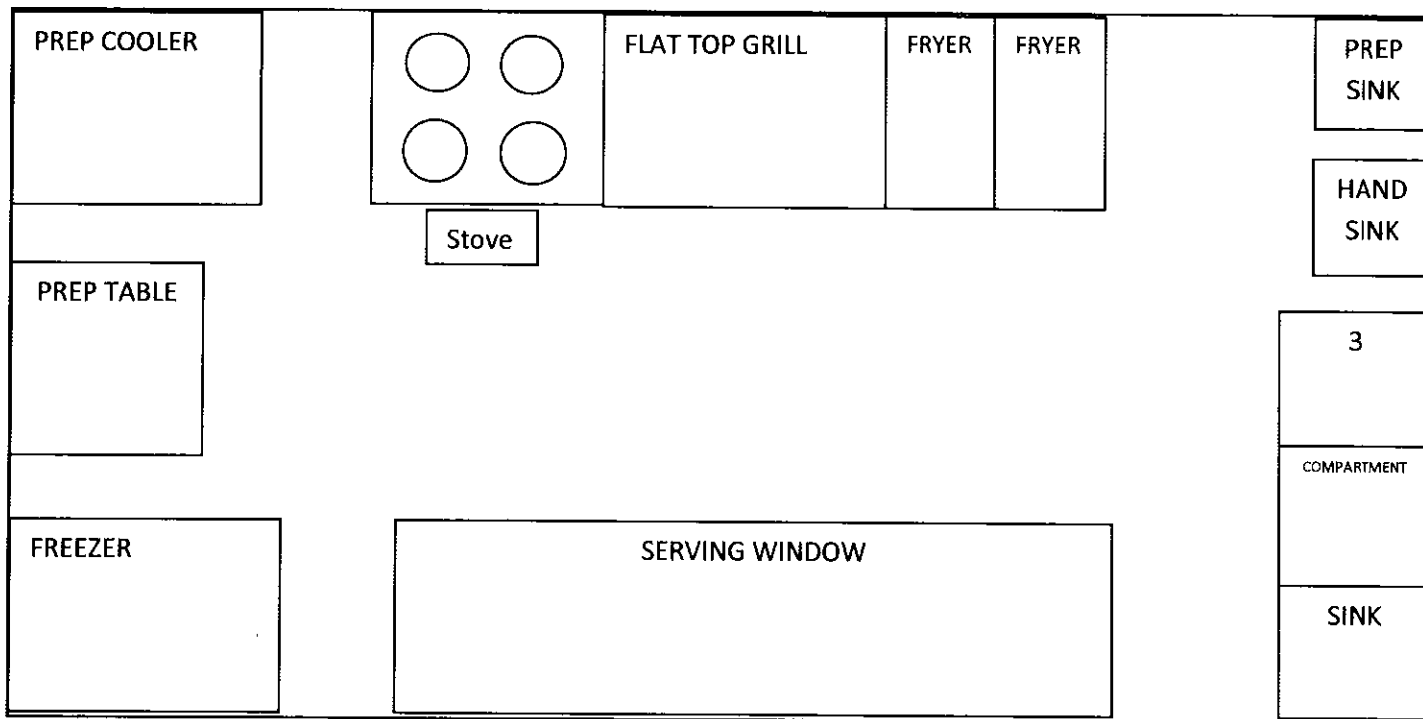 PREP COOLER
FLAT TOP GRILL
FRYER
FRYER
PREP
SINK
HAND
SINK
Stove
PREP TABLE
3
COMPARTMENT
SINK
FREEZER
SERVING WINDOW